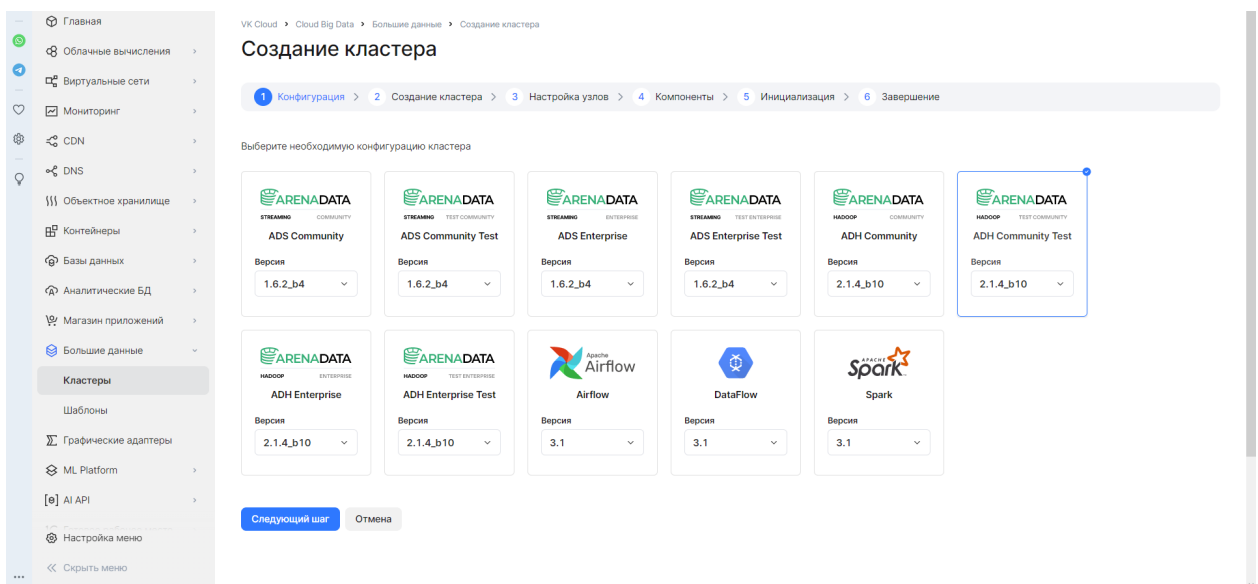 Главная
Облачные вычисления
Виртуальные сети
Мониторинг
CDN
DNS
Объектное хранилище
Контейнеры
Базы данных
Аналитические БД
Магазин приложений
Большие данные
Кластеры
Шаблоны
Графические адаптеры
ML Platform
AI API
Настройка меню
Скрыть меню
VK Cloud > Cloud Big Data > Большие данные > Создание кластера
Создание кластера
1 Конфигурация > 2 Создание кластера > 3 Настройка узлов > 4 Компоненты > 5 Инициализация > 6 Завершение
Выберите необходимую конфигурацию кластера
ARENADATA
STREAMING COMMUNITY
ADS Community
Версия
1.6.2_b4
ARENADATA
STREAMING TEST COMMUNITY
ADS Community Test
Версия
1.6.2_b4
ARENADATA
STREAMING ENTERPRISE
ADS Enterprise
Версия
1.6.2_b4
ARENADATA
STREAMING TEST ENTERPRISE
ADS Enterprise Test
Версия
1.6.2_b4
ARENADATA
HADOOP COMMUNITY
ADH Community
Версия
2.1.4_b10
ARENADATA
HADOOP TEST COMMUNITY
ADH Community Test
Версия
2.1.4_b10
ARENADATA
HADOOP ENTERPRISE
ADH Enterprise
Версия
2.1.4_b10
ARENADATA
HADOOP TEST ENTERPRISE
ADH Enterprise Test
Версия
2.1.4_b10
Apache
Airflow
Airflow
Версия
3.1
DataFlow
Версия
3.1
APACHE
Spark
Spark
Версия
3.1
Следующий шаг
Отмена